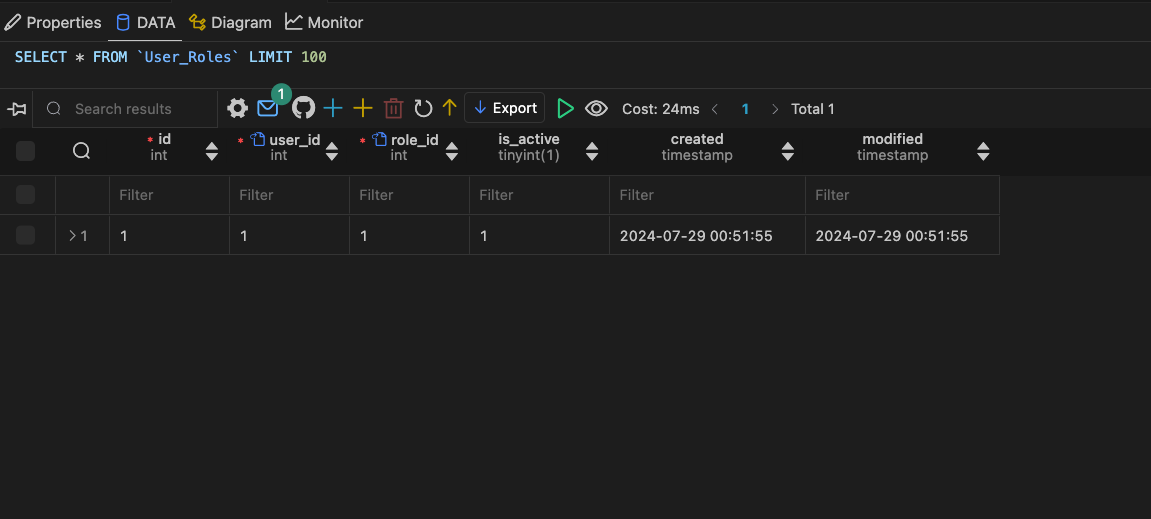 Properties DATA Diagram Monitor
SELECT * FROM `User_Roles` LIMIT 100
Search results 1 Export Cost: 24ms < 1 > Total 1
* id * user_id * role_id is_active created modified
int int int tinyint(1) timestamp timestamp
Filter Filter Filter Filter Filter Filter
> 1 1 1 1 1 2024-07-29 00:51:55 2024-07-29 00:51:55